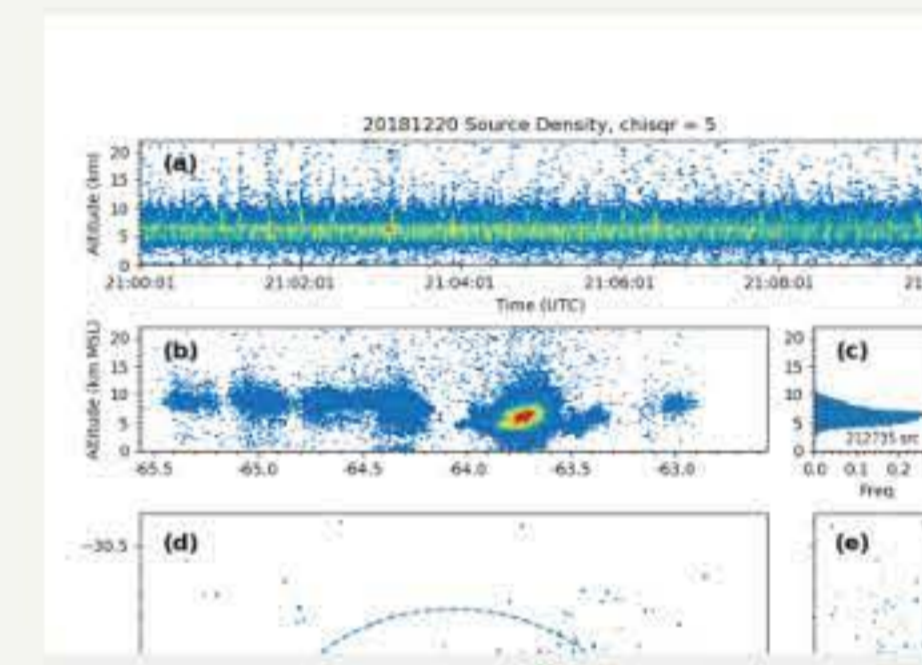 20181220 Source Density, chisqr = 5
(a)
Altitude (km)
20
15
10
5
0
21:00:01 21:02:01 21:04:01 21:06:01 21:08:01 21
Time (UTC)
(b)
Altitude (km MSL)
20
15
10
5
0
-65.5 -65.0 -64.5 -64.0 -63.5 -63.0
(c)
20
15
10
5
0
212735 src
0.0 0.1 0.2
Freq
(d)
-30.5
(e)